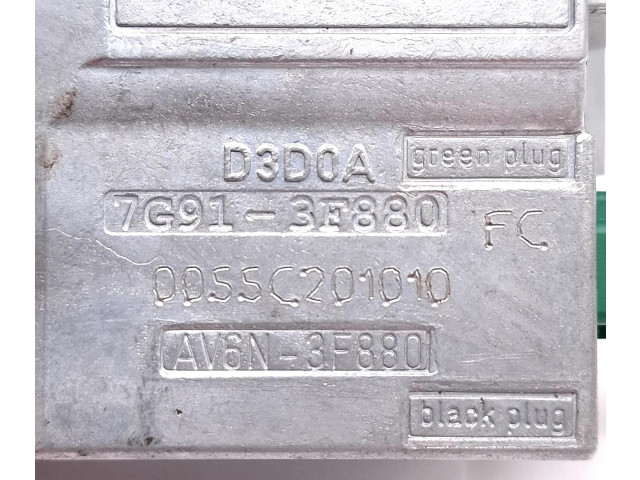 green plug
D3D0A
7G91-3F880 FC
0055C201010
AV6N-3F880
black plug